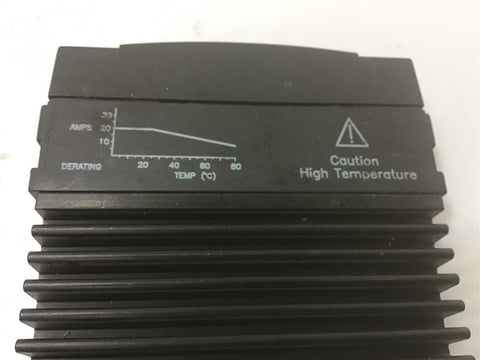 30
AMPS 20
10
DERATING
20 40 60 80
TEMP (°C)
Caution
High Temperature